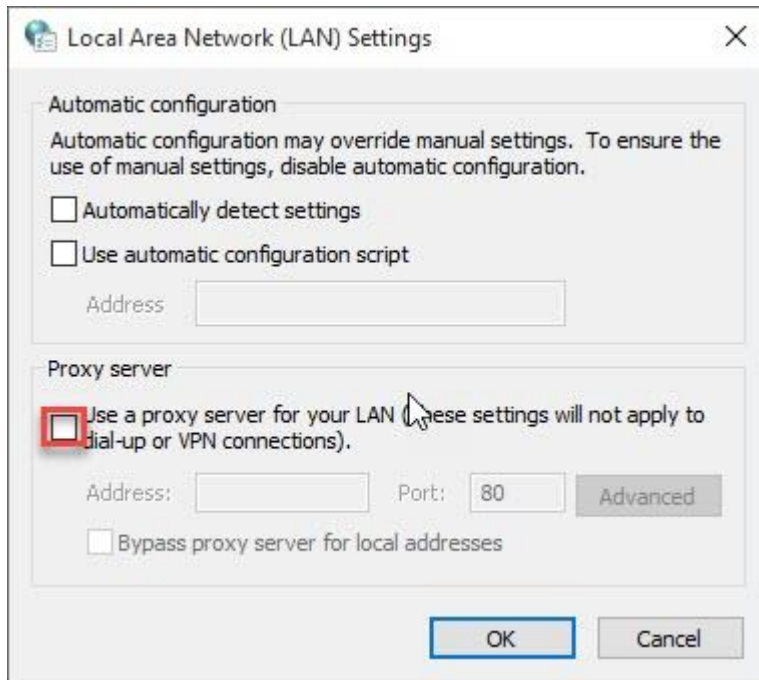 Local Area Network (LAN) Settings
Automatic configuration
Automatic configuration may override manual settings. To ensure the
use of manual settings, disable automatic configuration.
Automatically detect settings
Use automatic configuration script
Address
Proxy server
Use a proxy server for your LAN (These settings will not apply to
dial-up or VPN connections).
Address: Port: 80 Advanced
Bypass proxy server for local addresses
OK Cancel